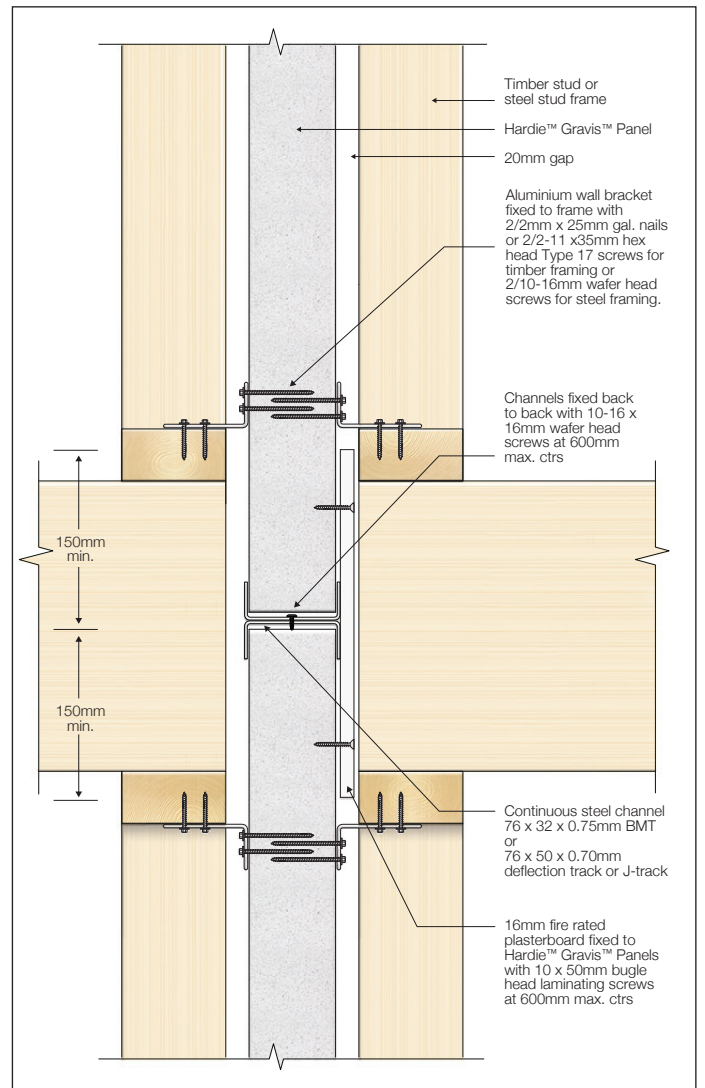 Timber stud or
steel stud frame
Hardie™ Gravis™ Panel
20mm gap
Aluminium wall bracket
fixed to frame with
2/2mm x 25mm gal. nails
or 2/2-11 x35mm hex
head Type 17 screws for
timber framing or
2/10-16mm wafer head
screws for steel framing.
Channels fixed back
to back with 10-16 x
16mm wafer head
screws at 600mm
max. ctrs
150mm
min.
150mm
min.
Continuous steel channel
76 x 32 x 0.75mm BMT
or
76 x 50 x 0.70mm
deflection track or J-track
16mm fire rated
plasterboard fixed to
Hardie™ Gravis™ Panels
with 10 x 50mm bugle
head laminating screws
at 600mm max. ctrs